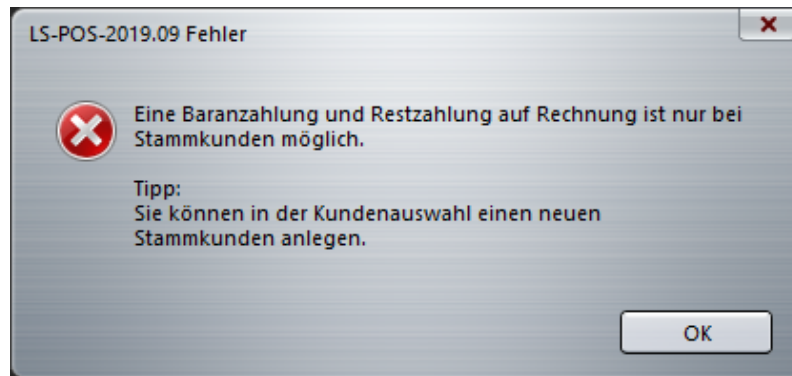 LS-POS-2019.09 Fehler
Eine Baranzahlung und Restzahlung auf Rechnung ist nur bei
Stammkunden möglich.
Tipp:
Sie können in der Kundenauswahl einen neuen
Stammkunden anlegen.
OK